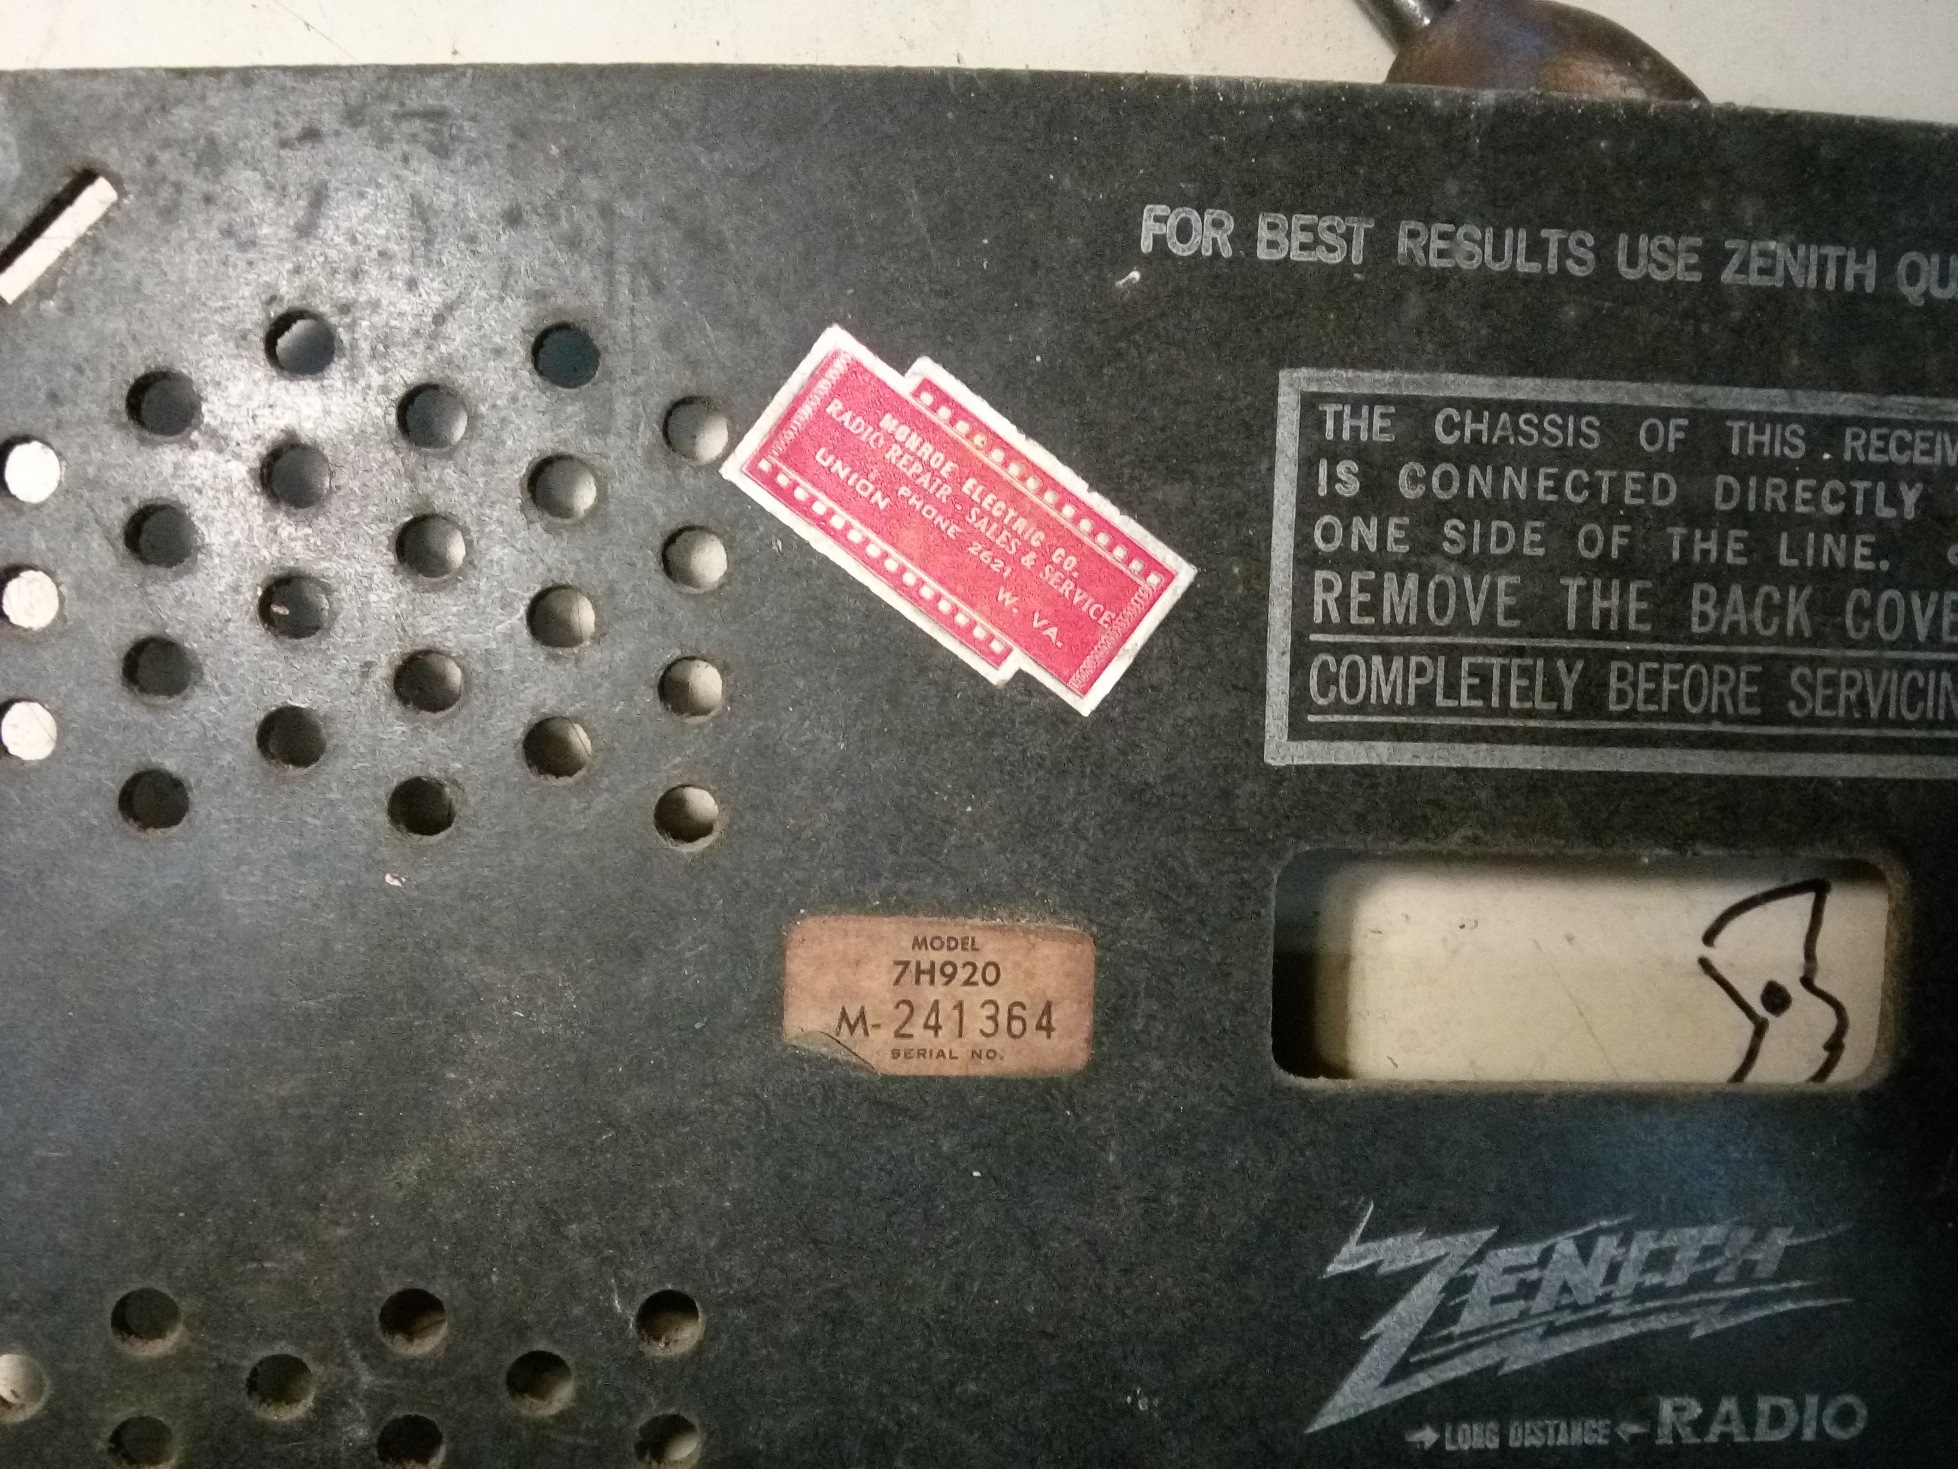 FOR BEST RESULTS USE ZENITH QU
MONROE ELECTRIC CO.
RADIO REPAIR. SALES & SERVICE
PHONE 2621
UNION W. VA.
THE CHASSIS OF THIS RECEIV
IS CONNECTED DIRECTLY
ONE SIDE OF THE LINE.
REMOVE THE BACK COVE
COMPLETELY BEFORE SERVICIN
MODEL
7H920
M-241364
SERIAL NO.
ZENITH
LONG DISTANCE RADIO